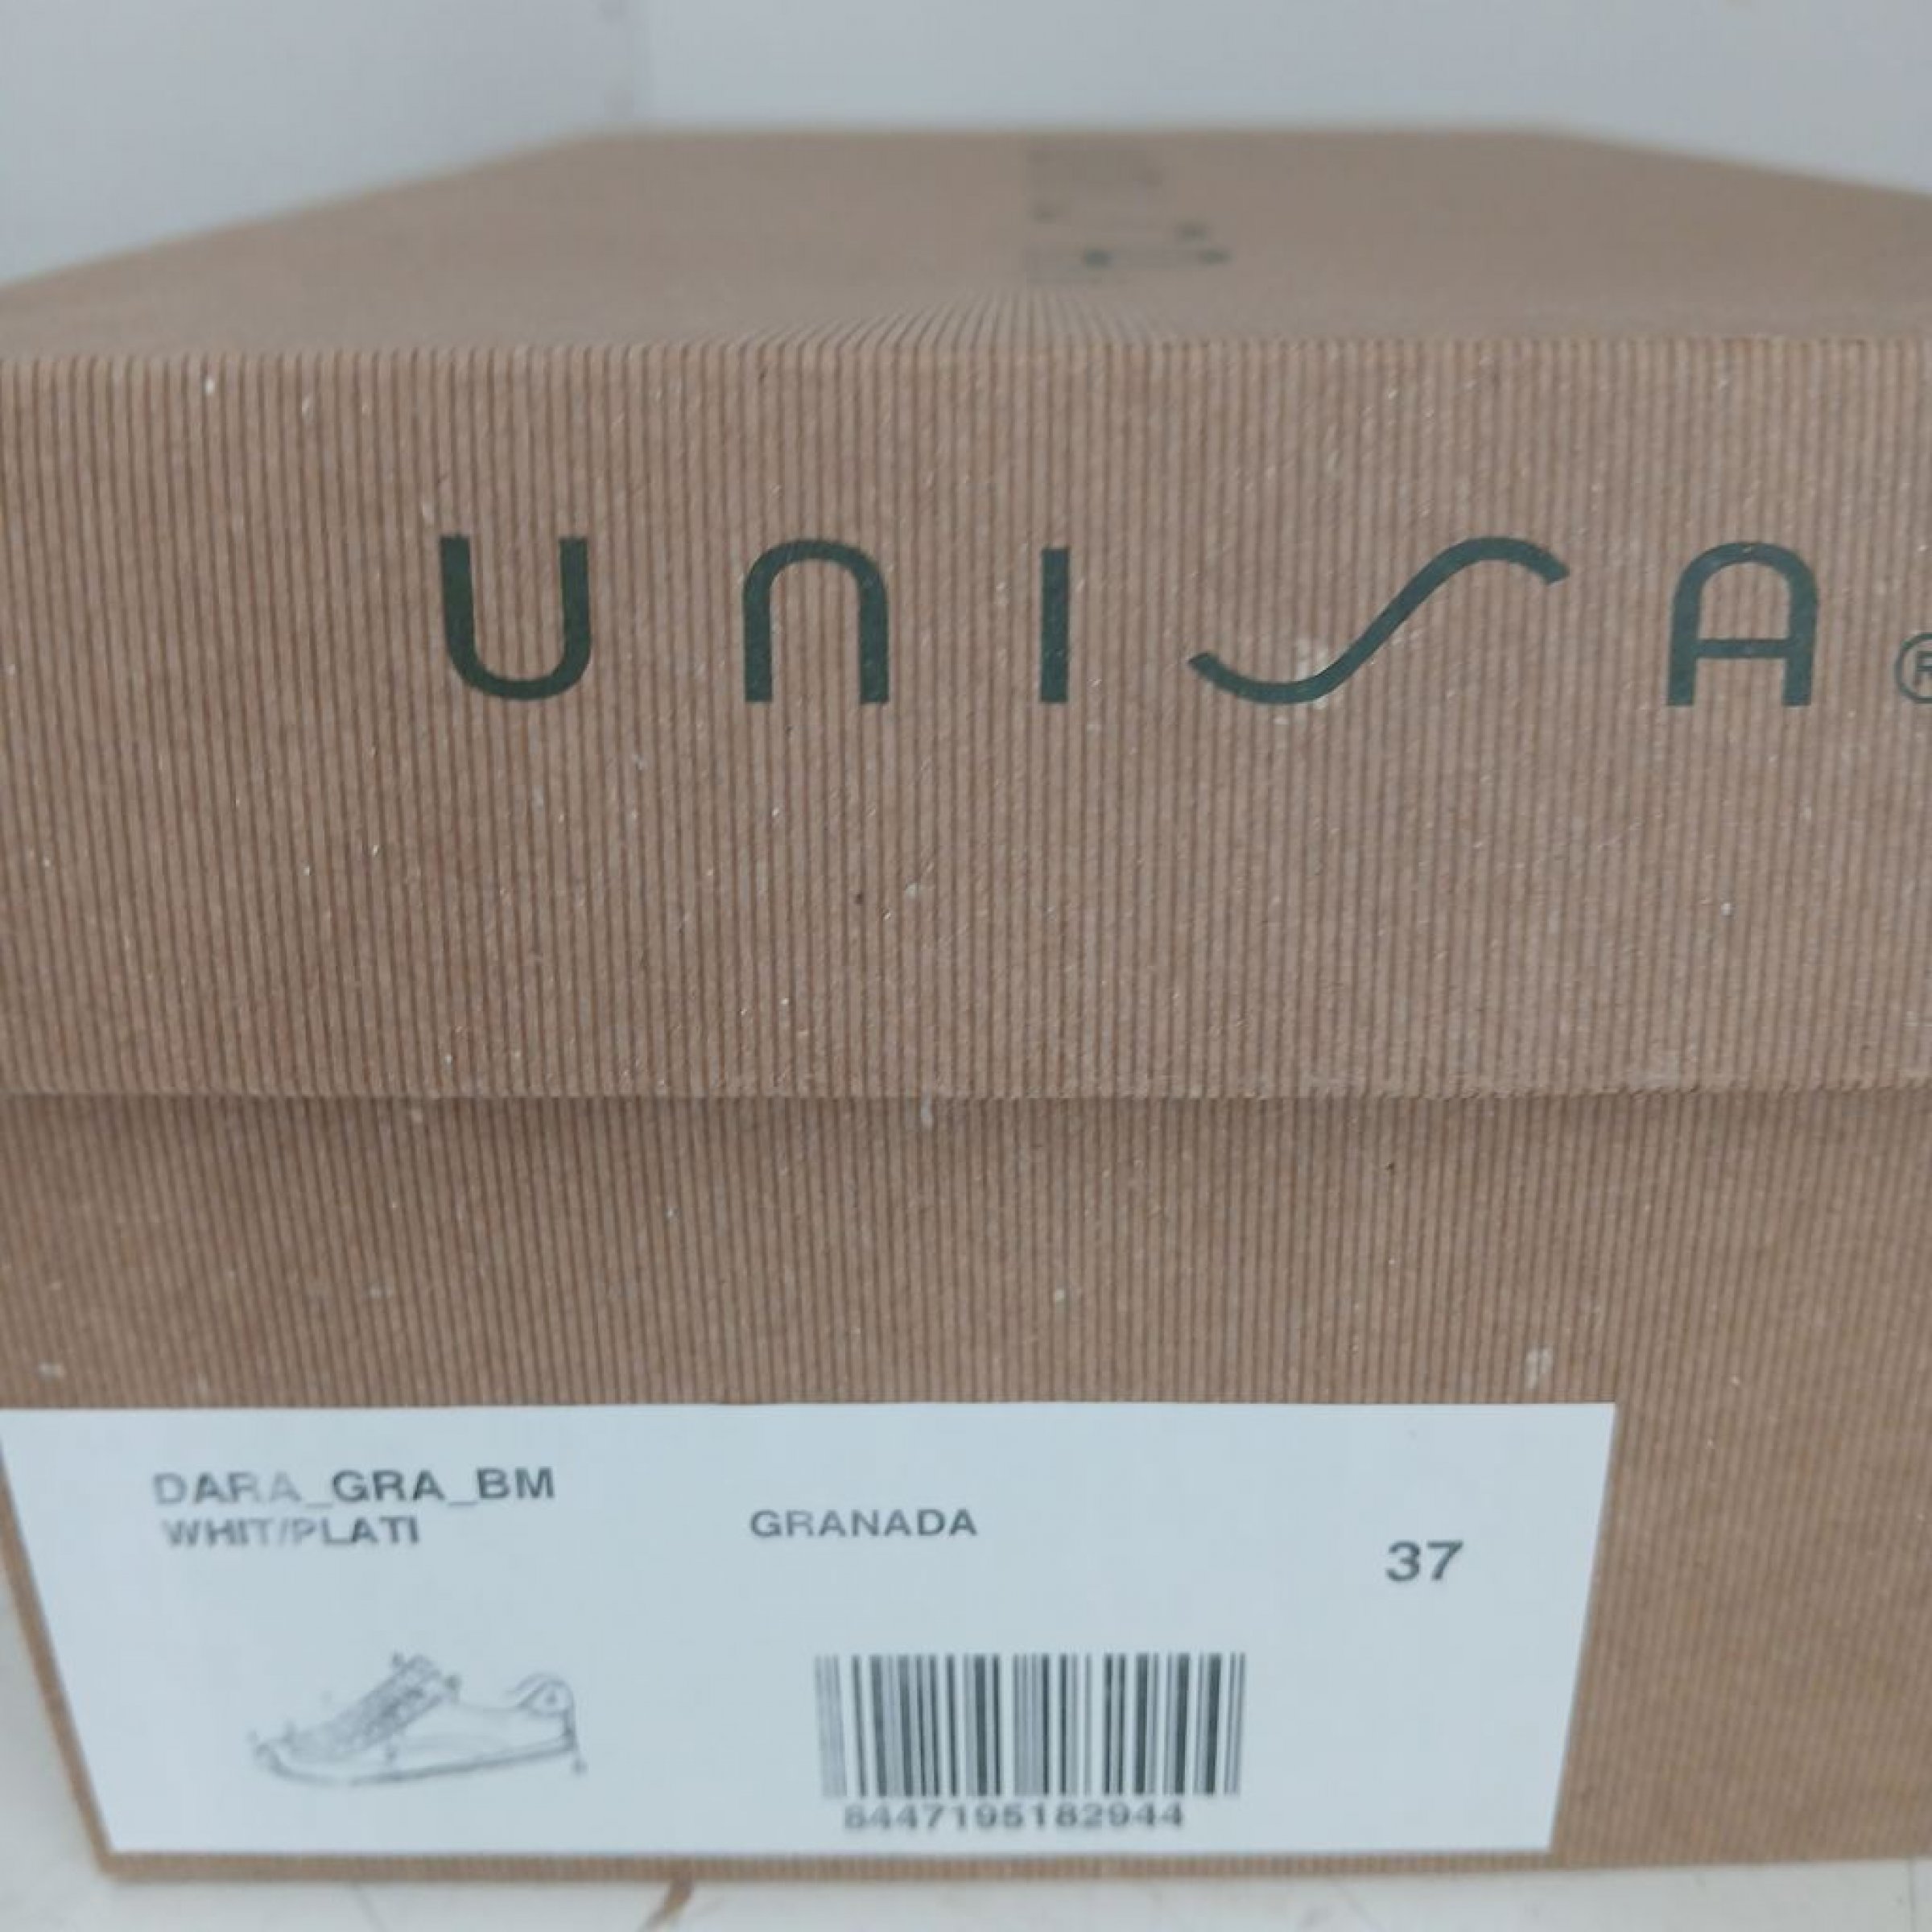 UNISA®
DARA_GRA_BM
WHIT/PLATI
GRANADA
37
8447195182944